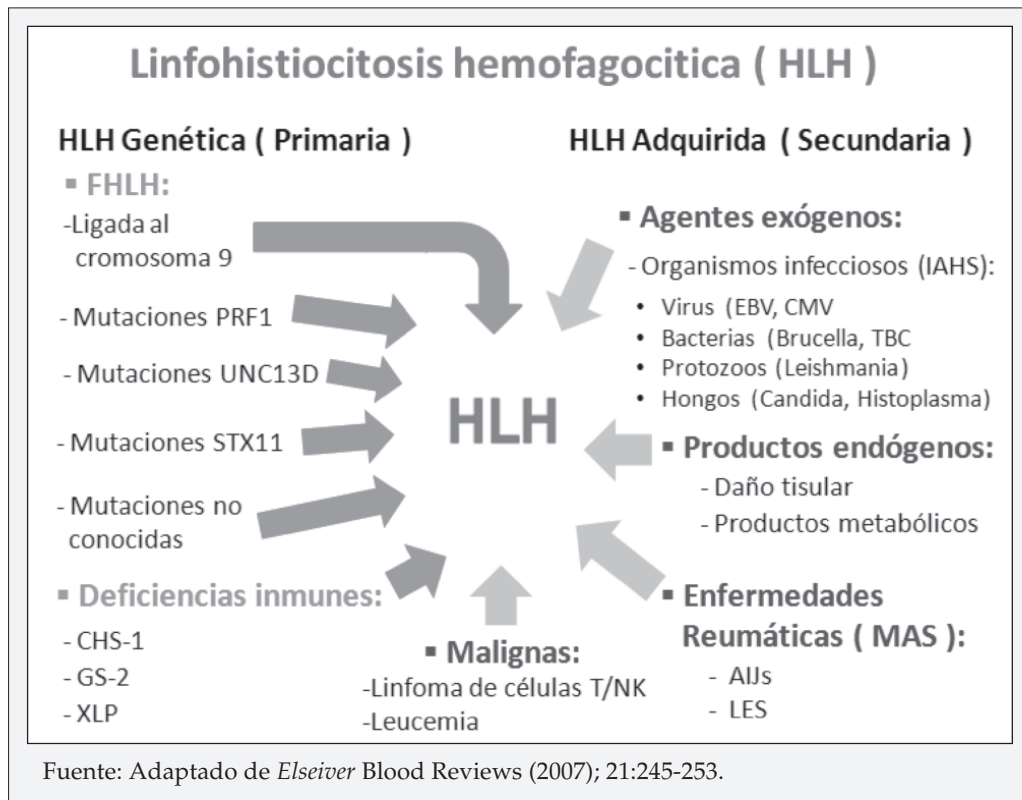 Linfohistiocitosis hemofagocitica ( HLH )
HLH Genética ( Primaria )
▪ FHLH:
-Ligada al
cromosoma 9
- Mutaciones PRF1
- Mutaciones UNC13D
- Mutaciones STX11
- Mutaciones no
conocidas
▪ Deficiencias inmunes:
- CHS-1
- GS-2
- XLP
HLH
▪ Malignas:
-Linfoma de células T/NK
-Leucemia
HLH Adquirida ( Secundaria )
▪ Agentes exógenos:
- Organismos infecciosos (IAHS):
• Virus (EBV, CMV
• Bacterias (Brucella, TBC
• Protozoos (Leishmania)
• Hongos (Candida, Histoplasma)
▪ Productos endógenos:
- Daño tisular
- Productos metabólicos
▪ Enfermedades
Reumáticas ( MAS ):
- AIJs
- LES
Fuente: Adaptado de Elseiver Blood Reviews (2007); 21:245-253.